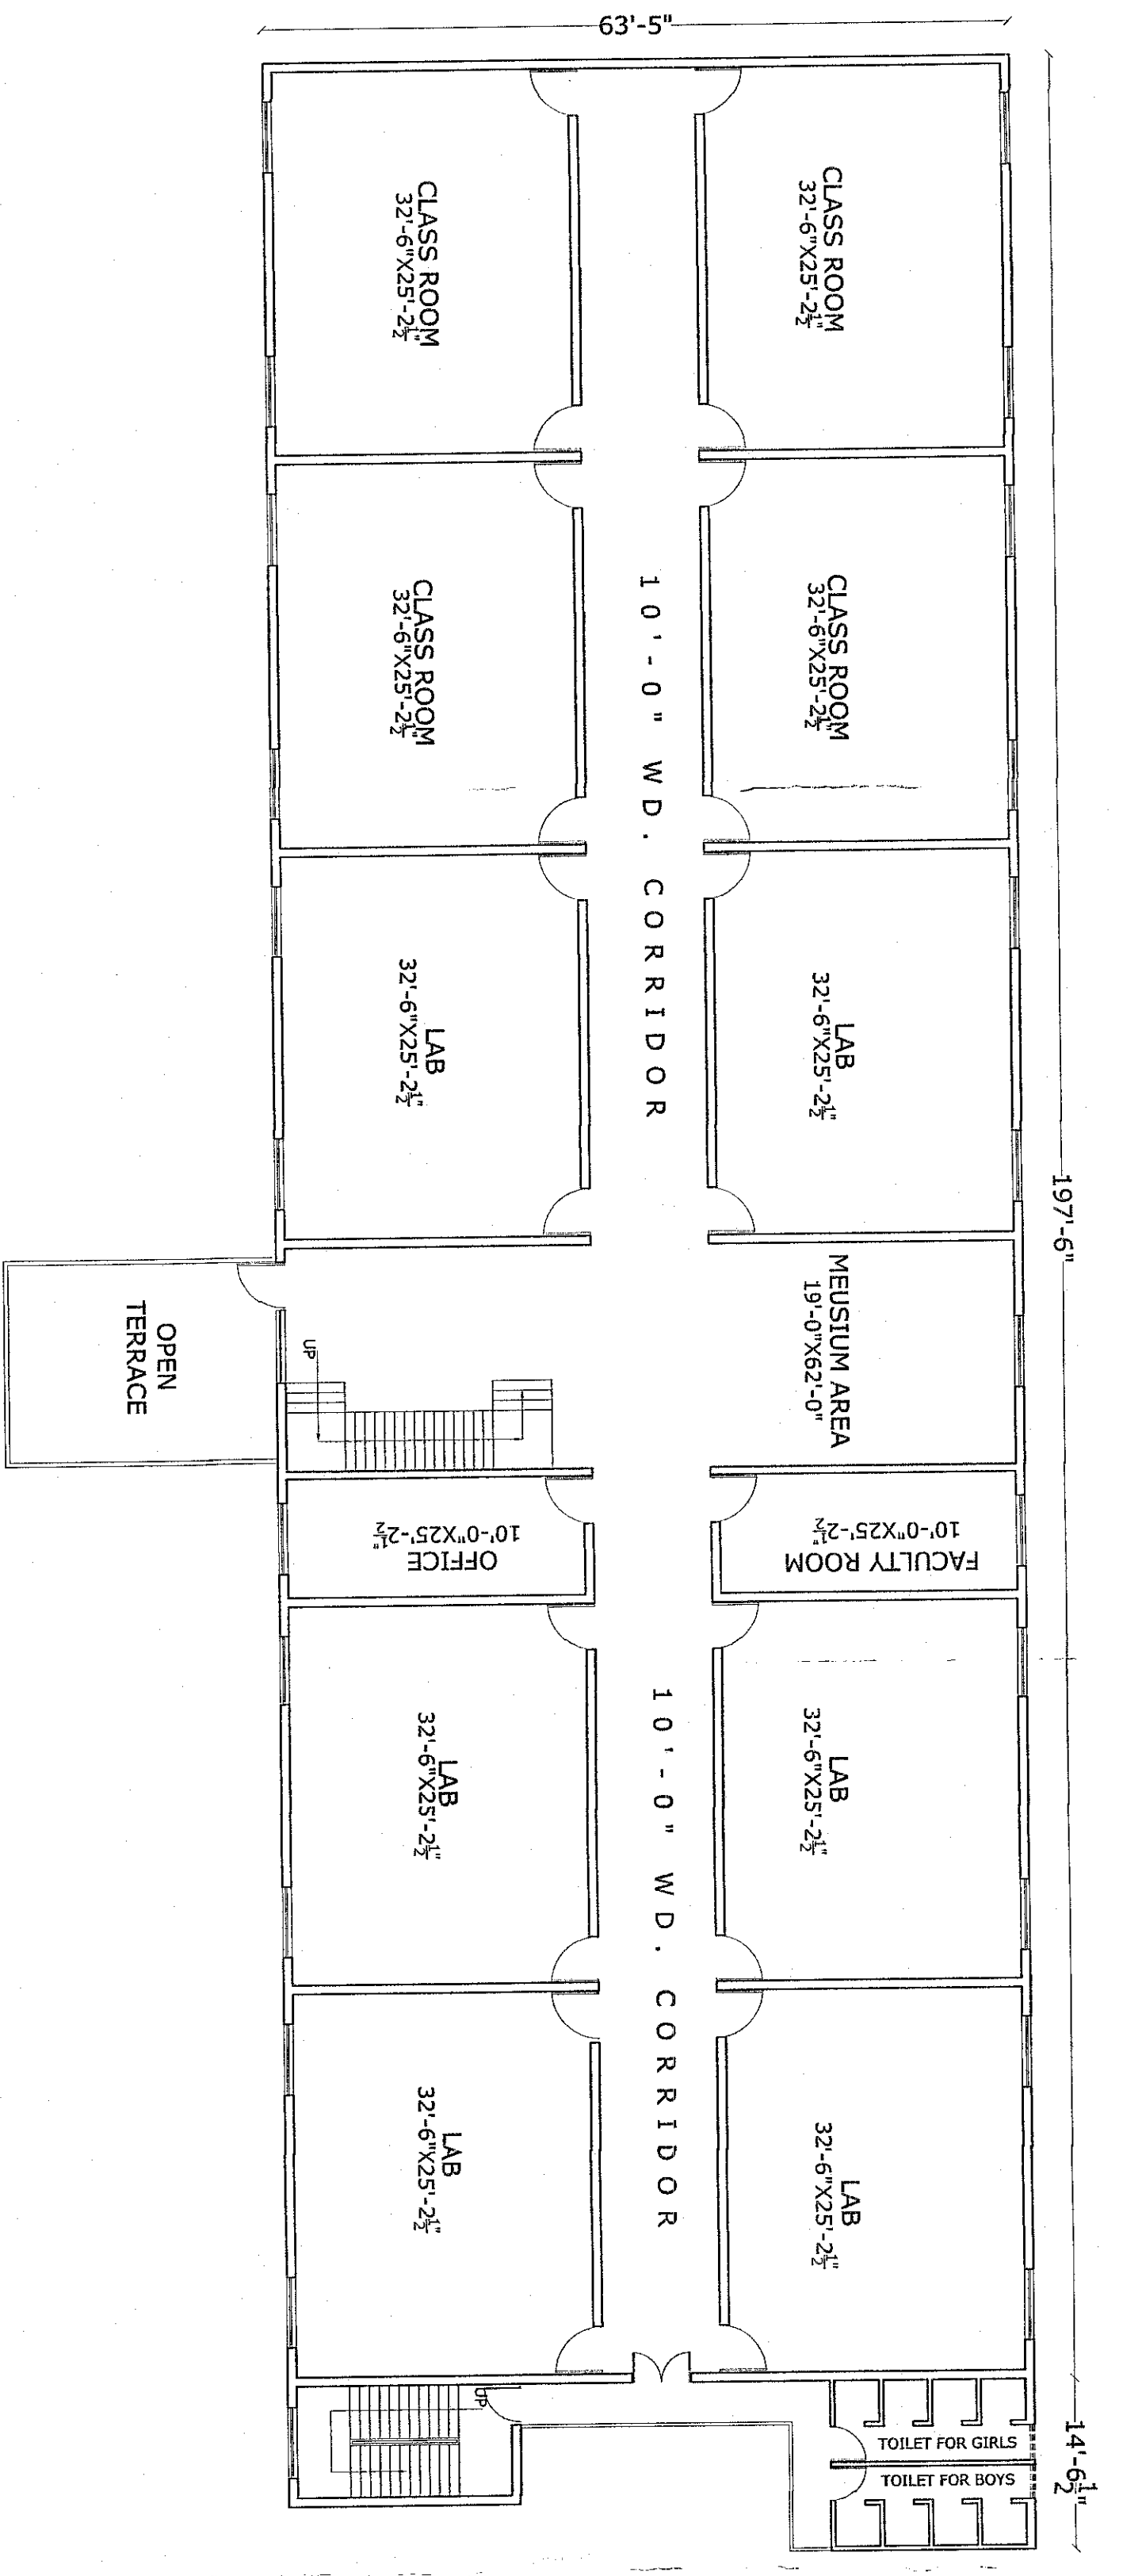 63'-5"
CLASS ROOM
32'-6"X25'-2½"
CLASS ROOM
32'-6"X25'-2½"
CLASS ROOM
32'-6"X25'-2½"
CLASS ROOM
32'-6"X25'-2½"
10'-0" WD. CORRIDOR
LAB
32'-6"X25'-2½"
LAB
32'-6"X25'-2½"
197'-6"
MEUSIUM AREA
19'-0"X62'-0"
OPEN
TERRACE
UP
OFFICE
10'-0"X25'-2½"
FACULTY ROOM
10'-0"X25'-2½"
LAB
32'-6"X25'-2½"
LAB
32'-6"X25'-2½"
10'-0" WD. CORRIDOR
LAB
32'-6"X25'-2½"
LAB
32'-6"X25'-2½"
UP
TOILET FOR GIRLS
TOILET FOR BOYS
14'-6½"